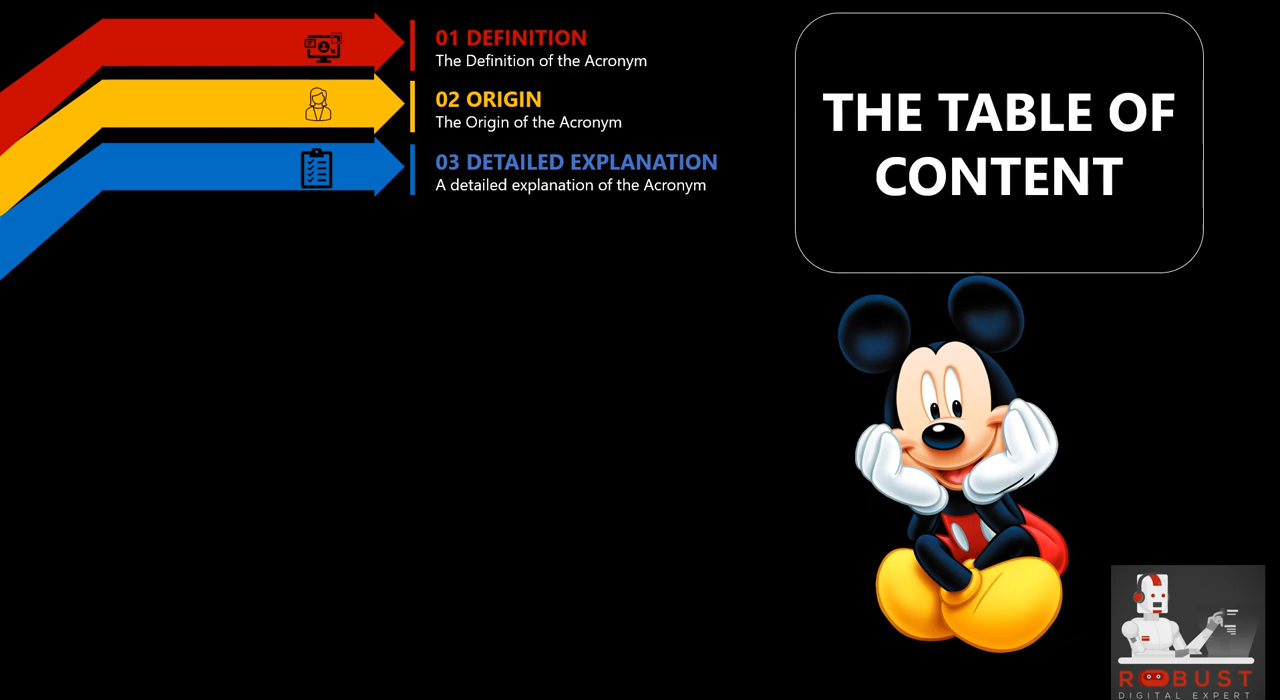 01 DEFINITION
The Definition of the Acronym
02 ORIGIN
The Origin of the Acronym
03 DETAILED EXPLANATION
A detailed explanation of the Acronym
THE TABLE OF
CONTENT
ROBUST
DIGITAL EXPERT